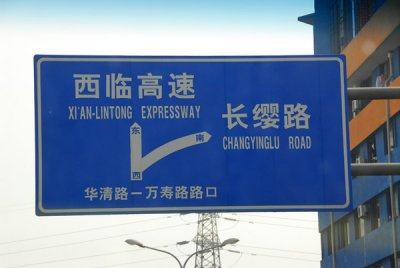 西临高速
XI'AN-LINTONG EXPRESSWAY
长缨路
CHANGYINGLU ROAD
东
南
西
华清路一万寿路路口